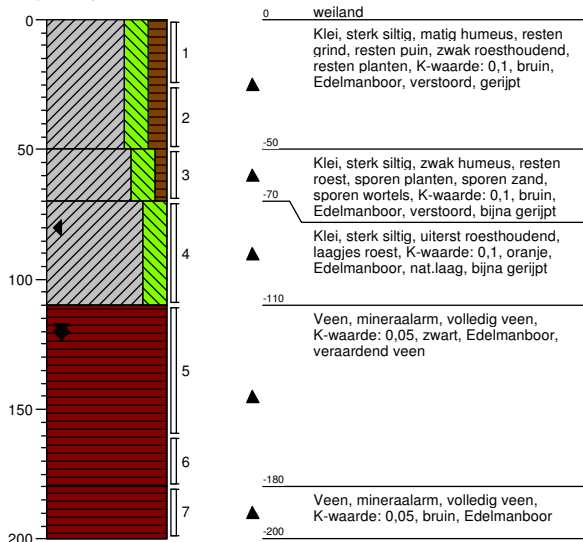 0
50
100
150
200
1
2
3
4
5
6
7
0
weiland
Klei, sterk siltig, matig humeus, resten
grind, resten puin, zwak roesthoudend,
resten planten, K-waarde: 0,1, bruin,
Edelmanboor, verstoord, gerijpt
-50
Klei, sterk siltig, zwak humeus, resten
roest, sporen planten, sporen zand,
sporen wortels, K-waarde: 0,1, bruin,
Edelmanboor, verstoord, bijna gerijpt
-70
Klei, sterk siltig, uiterst roesthoudend,
laagjes roest, K-waarde: 0,1, oranje,
Edelmanboor, nat.laag, bijna gerijpt
-110
Veen, mineraalarm, volledig veen,
K-waarde: 0,05, zwart, Edelmanboor,
veraardend veen
-180
Veen, mineraalarm, volledig veen,
K-waarde: 0,05, bruin, Edelmanboor
-200